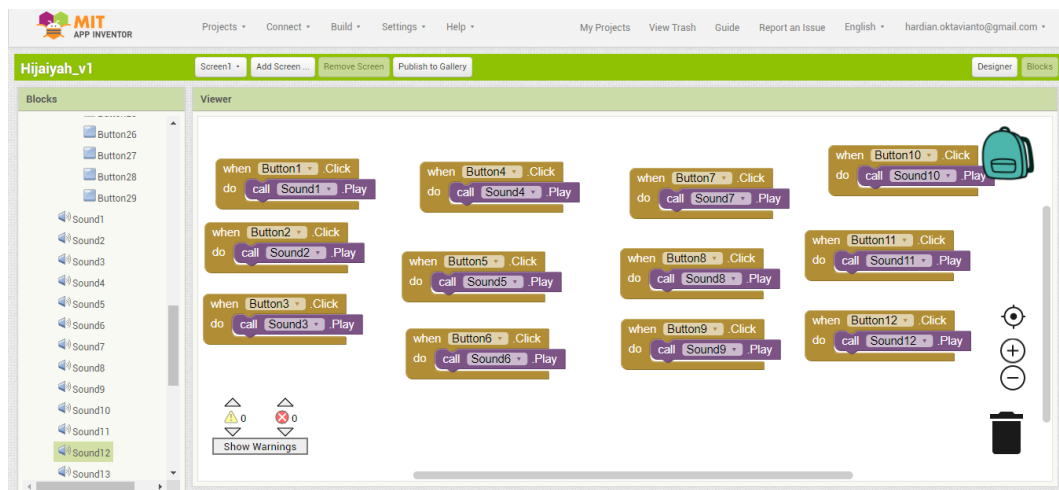 MIT
APP INVENTOR
Projects Connect Build Settings Help My Projects View Trash Guide Report an Issue English hardian.oktavianto@gmail.com
Hijaiyah_v1 Screen1 Add Screen ... Remove Screen Publish to Gallery Designer Blocks
Blocks Viewer
Button26
Button27
Button28
Button29
Sound1
Sound2
Sound3
Sound4
Sound5
Sound6
Sound7
Sound8
Sound9
Sound10
Sound11
Sound12
Sound13
when Button1 .Click
do call Sound1 .Play
when Button2 .Click
do call Sound2 .Play
when Button3 .Click
do call Sound3 .Play
when Button4 .Click
do call Sound4 .Play
when Button5 .Click
do call Sound5 .Play
when Button6 .Click
do call Sound6 .Play
when Button7 .Click
do call Sound7 .Play
when Button8 .Click
do call Sound8 .Play
when Button9 .Click
do call Sound9 .Play
when Button10 .Click
do call Sound10 .Play
when Button11 .Click
do call Sound11 .Play
when Button12 .Click
do call Sound12 .Play
0 0
Show Warnings